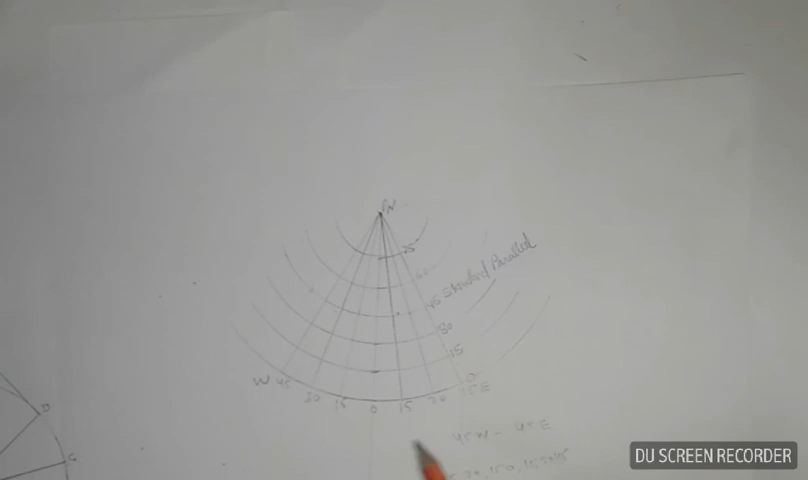 N
75
60
45 Standard Parallel
30
15
0
W 45 30 15 0 15 30 45 E
45 W - 45 E
DU SCREEN RECORDER
D